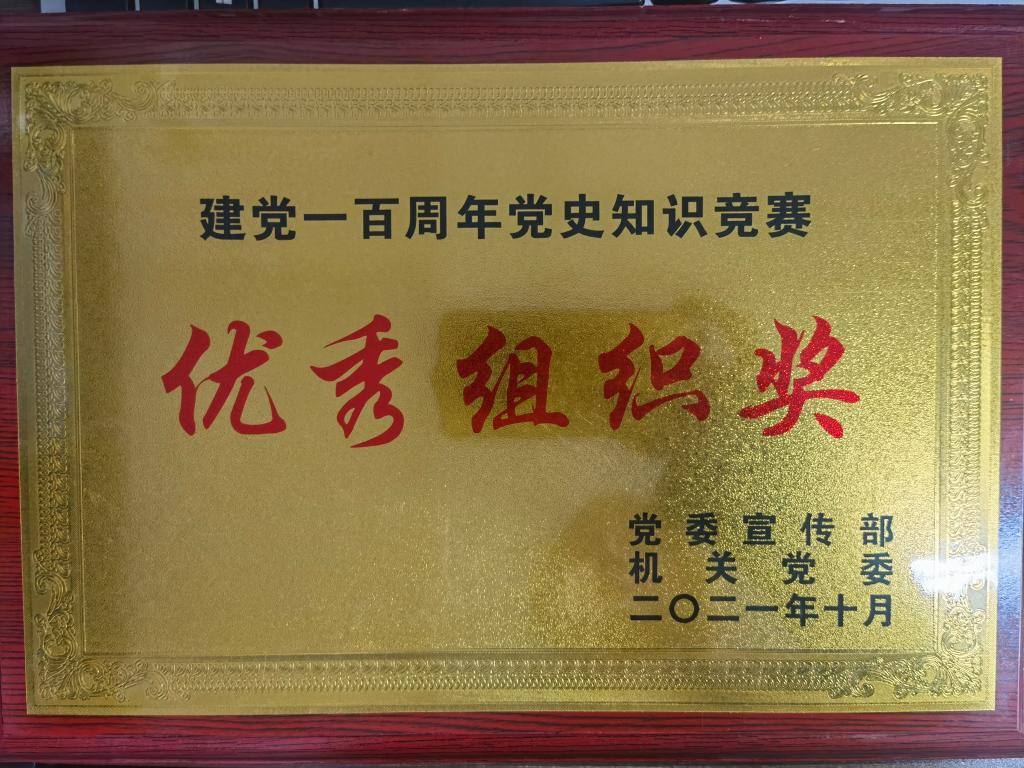 建党一百周年党史知识竞赛
优秀组织奖
党委宣传部
机关党委
二〇二一年十月